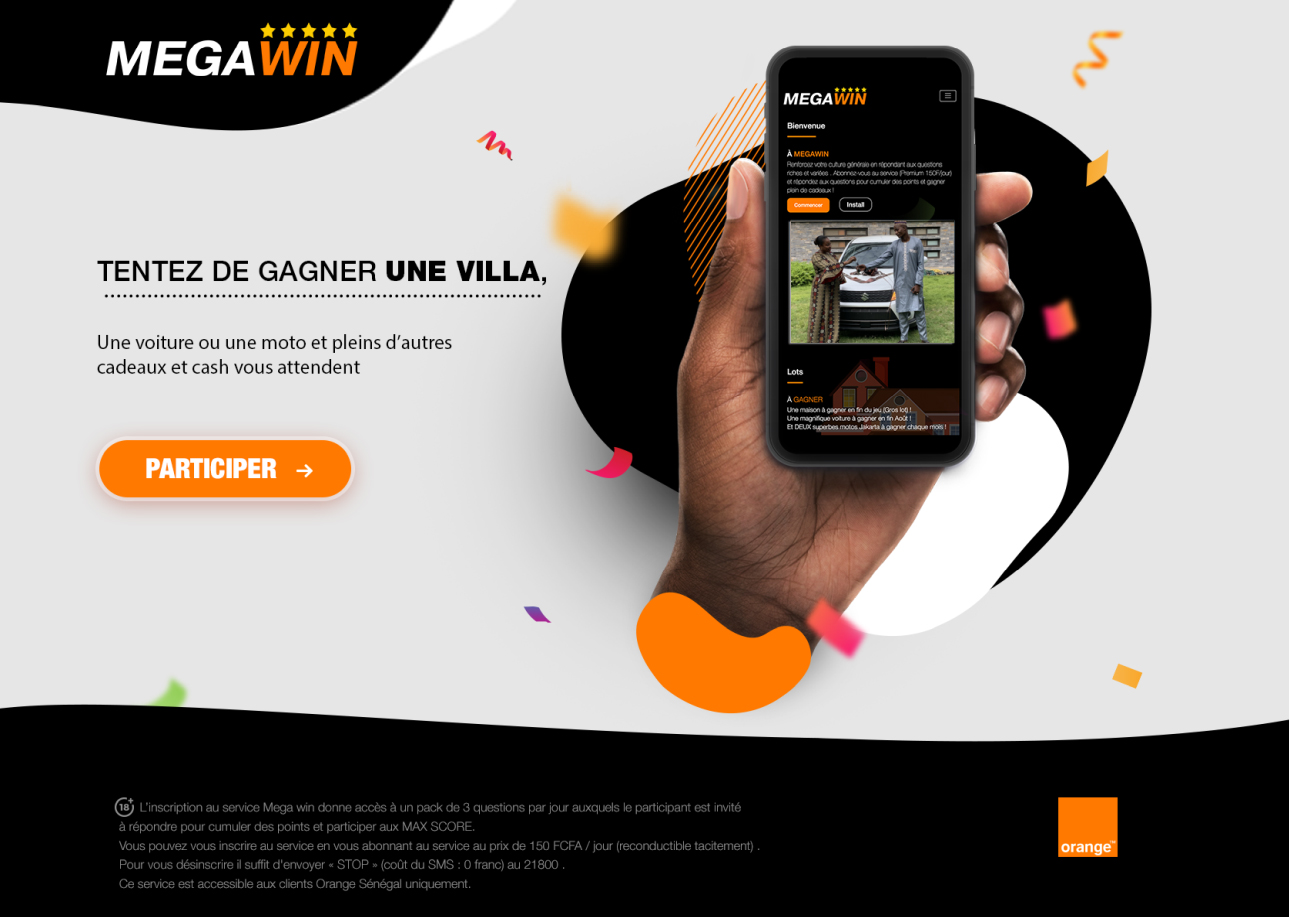 MEGAWIN
TENTEZ DE GAGNER UNE VILLA,
Une voiture ou une moto et pleins d'autres
cadeaux et cash vous attendent
PARTICIPER →
MEGAWIN
Bienvenue
À MEGAWIN
Renforcez votre culture générale en répondant aux questions
riches et variées . Abonnez-vous au service (Premium 150F/jour)
et répondez aux questions pour cumuler des points et gagner
plein de cadeaux !
Commencer
Install
Lots
À GAGNER
Une maison à gagner en fin du jeu (Gros lot) !
Une magnifique voiture à gagner en fin Août !
Et DEUX superbes motos Jakarta à gagner chaque mois !
18+ L'inscription au service Mega win donne accès à un pack de 3 questions par jour auxquels le participant est invité
à répondre pour cumuler des points et participer aux MAX SCORE.
Vous pouvez vous inscrire au service en vous abonnant au service au prix de 150 FCFA / jour (reconductible tacitement) .
Pour vous désinscrire il suffit d'envoyer « STOP » (coût du SMS : 0 franc) au 21800 .
Ce service est accessible aux clients Orange Sénégal uniquement.
orange™